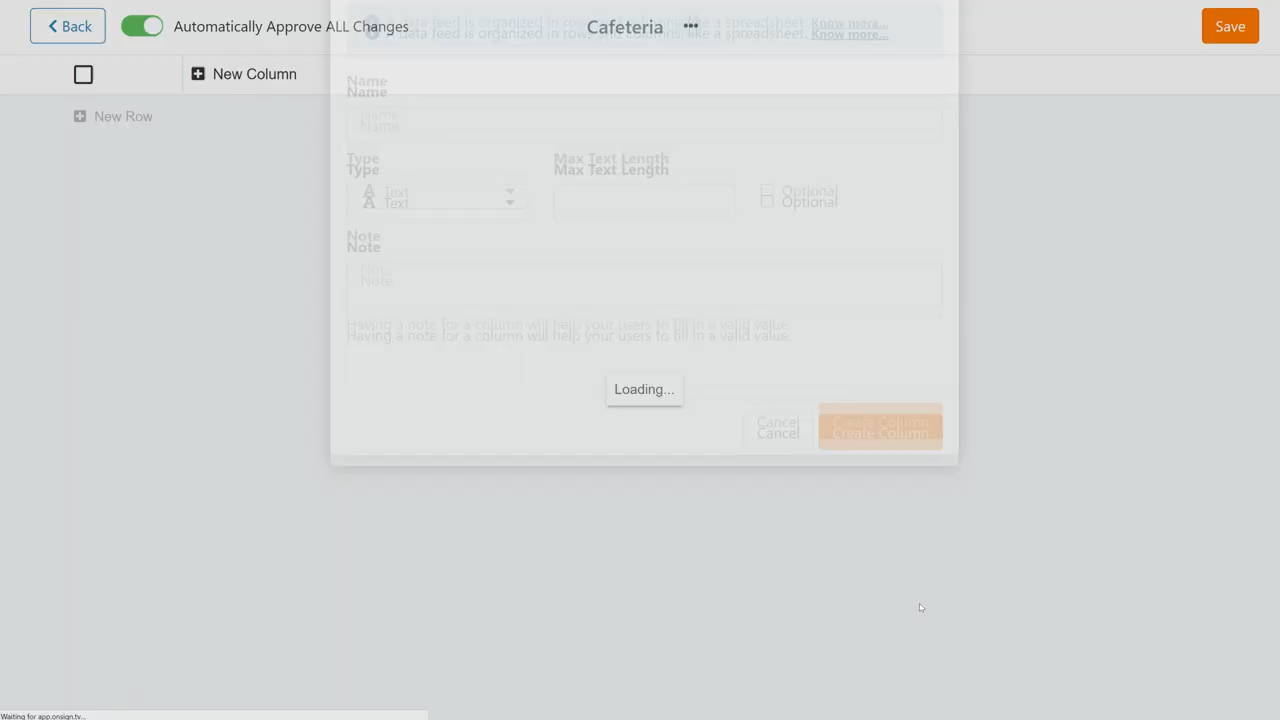 Back
Automatically Approve ALL Changes
Cafeteria
Save
data feed is organized in rows and columns, like a spreadsheet. Know more...
New Column
New Row
Name
Name
Type
Text
Max Text Length
Optional
Note
Note
Having a note for a column will help your users to fill in a valid value.
Loading...
Cancel
Create Column
Waiting for app.onsign.tv...